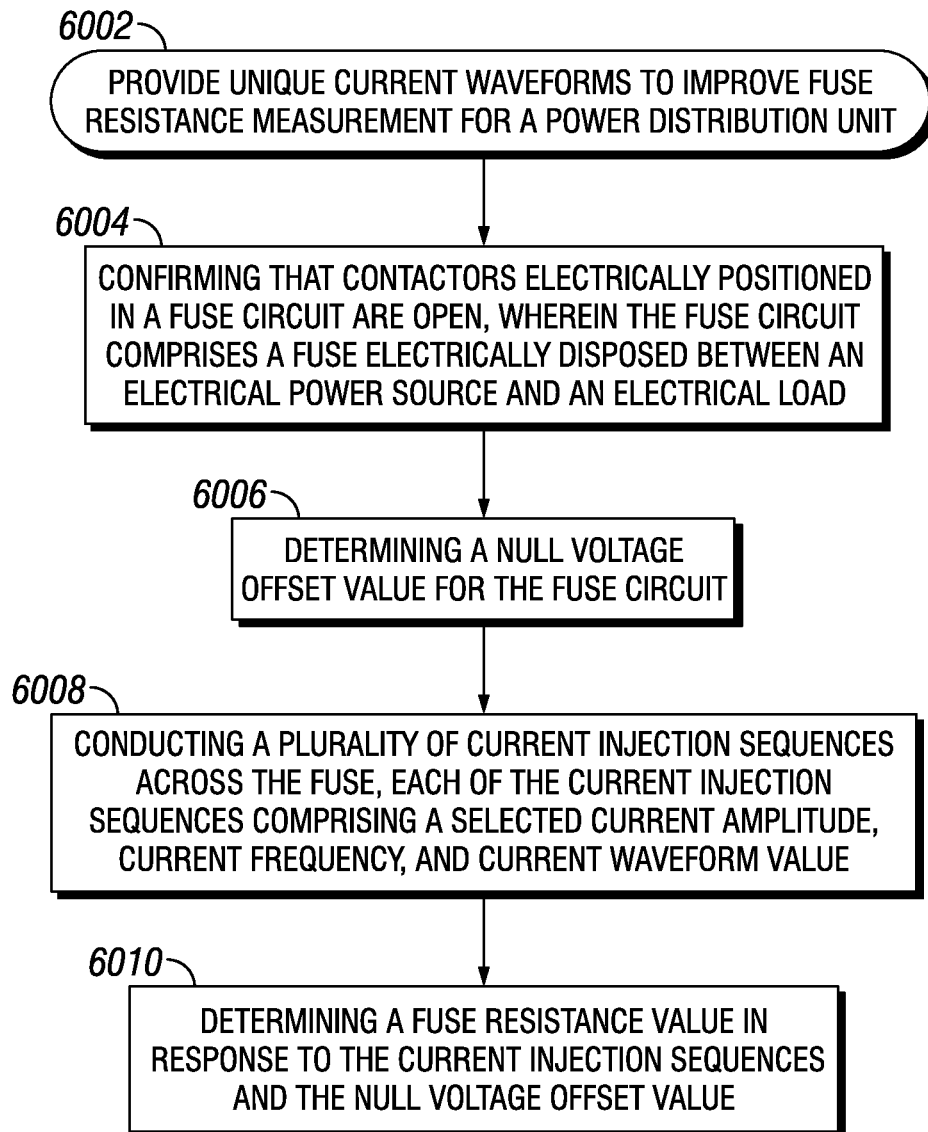 6002
PROVIDE UNIQUE CURRENT WAVEFORMS TO IMPROVE FUSE
RESISTANCE MEASUREMENT FOR A POWER DISTRIBUTION UNIT
6004
CONFIRMING THAT CONTACTORS ELECTRICALLY POSITIONED
IN A FUSE CIRCUIT ARE OPEN, WHEREIN THE FUSE CIRCUIT
COMPRISES A FUSE ELECTRICALLY DISPOSED BETWEEN AN
ELECTRICAL POWER SOURCE AND AN ELECTRICAL LOAD
6006
DETERMINING A NULL VOLTAGE
OFFSET VALUE FOR THE FUSE CIRCUIT
6008
CONDUCTING A PLURALITY OF CURRENT INJECTION SEQUENCES
ACROSS THE FUSE, EACH OF THE CURRENT INJECTION
SEQUENCES COMPRISING A SELECTED CURRENT AMPLITUDE,
CURRENT FREQUENCY, AND CURRENT WAVEFORM VALUE
6010
DETERMINING A FUSE RESISTANCE VALUE IN
RESPONSE TO THE CURRENT INJECTION SEQUENCES
AND THE NULL VOLTAGE OFFSET VALUE